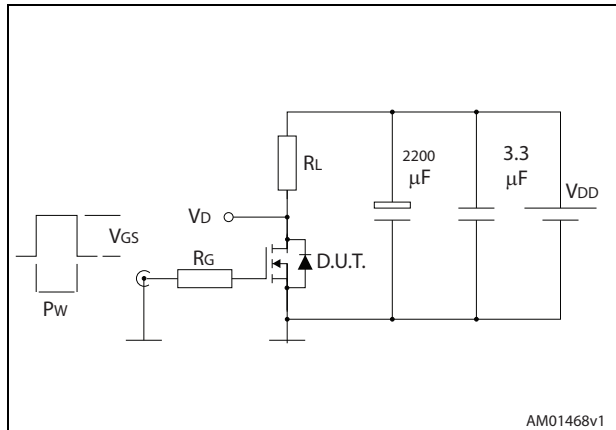 RL
2200
μF
3.3
μF
VDD
VD
VGS
RG
D.U.T.
PW
AM01468v1